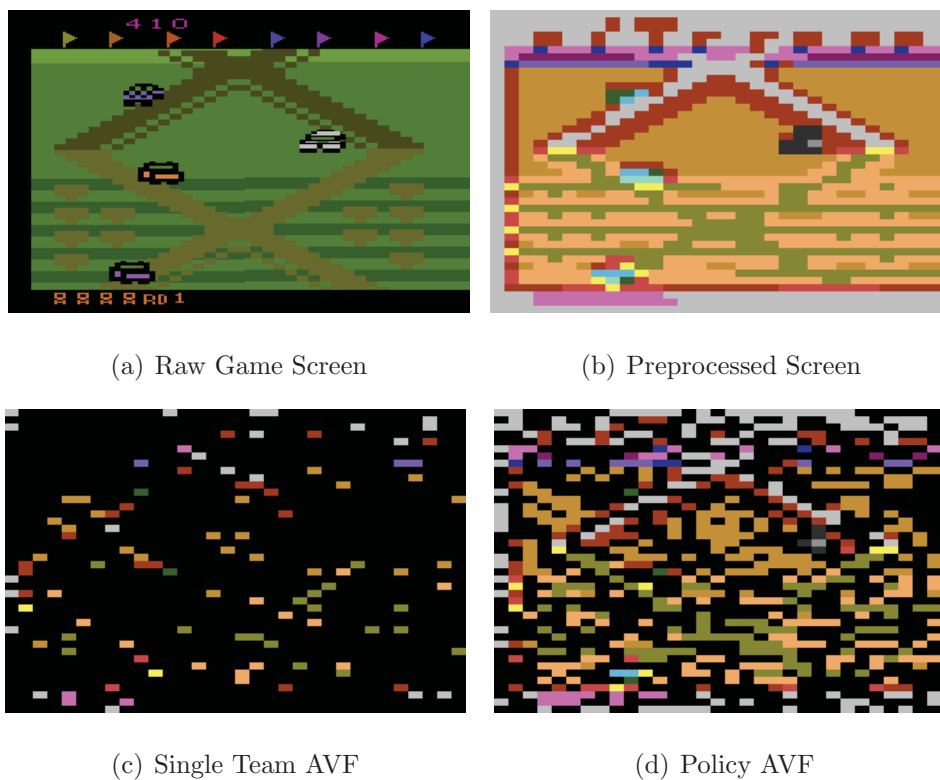 410
RD 1
(a) Raw Game Screen
(b) Preprocessed Screen
(c) Single Team AVF
(d) Policy AVF